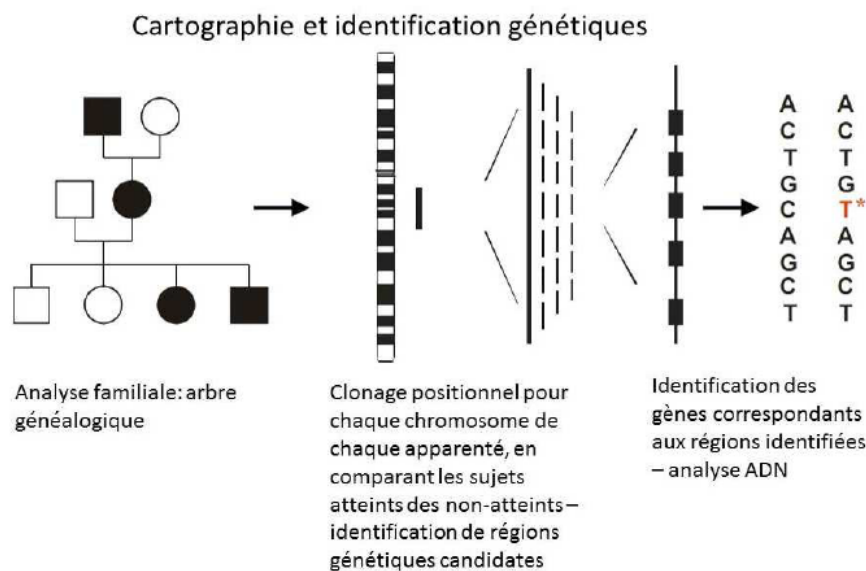 Cartographie et identification génétiques
A
C
T
G
C
A
G
C
T
A
C
T
G
T*
A
G
C
T
Analyse familiale: arbre
généalogique
Clonage positionnel pour
chaque chromosome de
chaque apparenté, en
comparant les sujets
atteints des non-atteints –
identification de régions
génétiques candidates
Identification des
gènes correspondants
aux régions identifiées
– analyse ADN